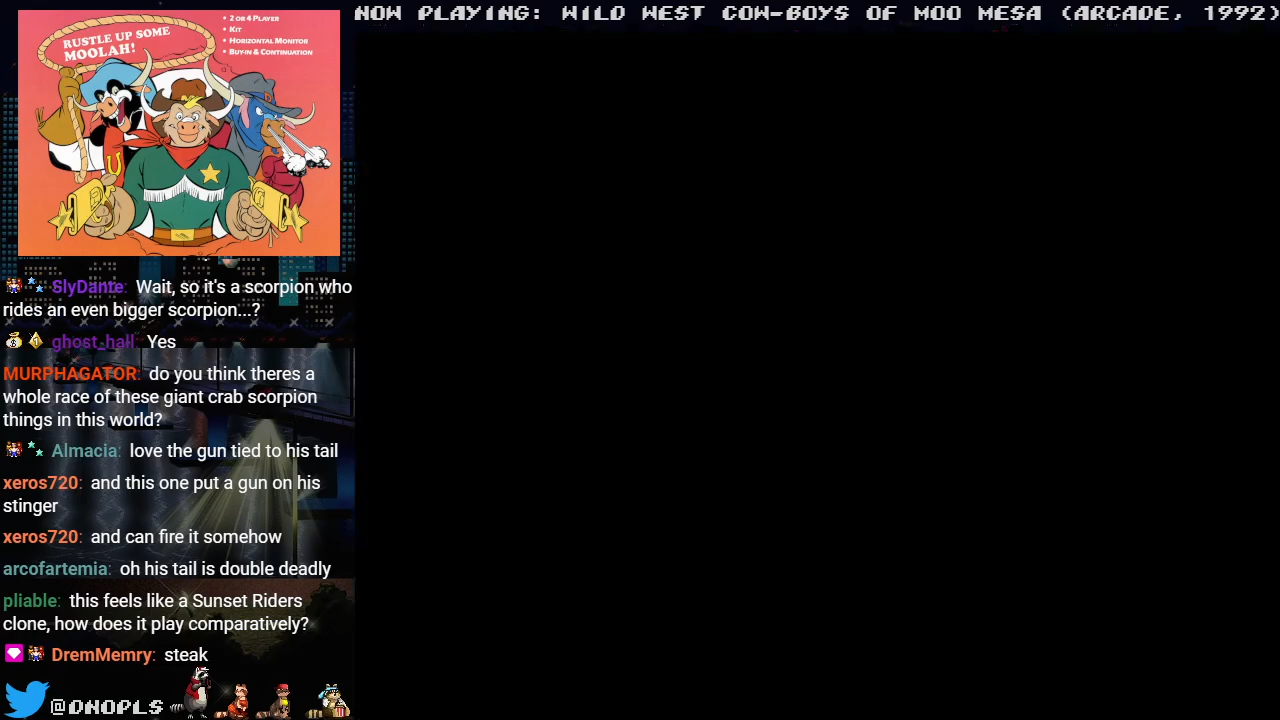 NOW PLAYING: WILD WEST COW-BOYS OF MOO MESA (ARCADE, 1992)
RUSTLE UP SOME
MOOLAH!
• 2 OR 4 PLAYER
• KIT
• HORIZONTAL MONITOR
• BUY-IN & CONTINUATION
SlyDante: Wait, so it's a scorpion who
rides an even bigger scorpion...?
ghost_hall: Yes
MURPHAGATOR: do you think theres a
whole race of these giant crab scorpion
things in this world?
Almacia: love the gun tied to his tail
xeros720: and this one put a gun on his
stinger
xeros720: and can fire it somehow
arcofartemia: oh his tail is double deadly
pliable: this feels like a Sunset Riders
clone, how does it play comparatively?
DremMemry: steak
@OHOPLS